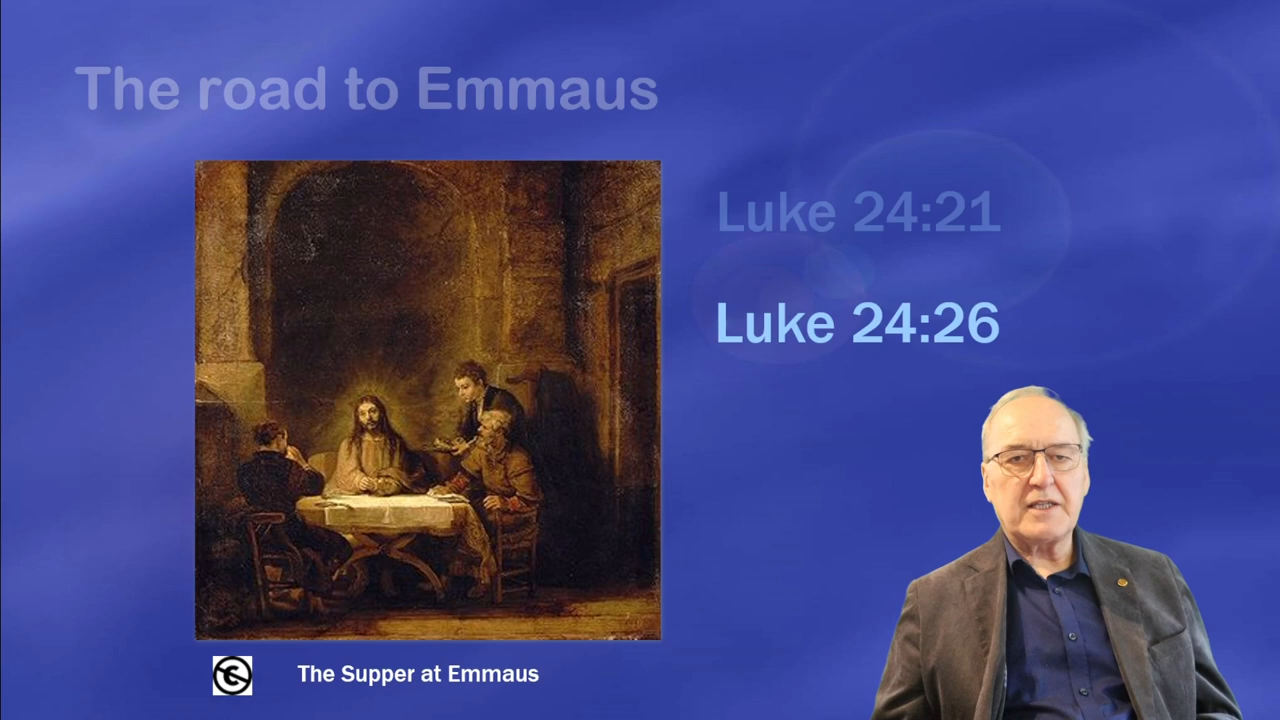 The road to Emmaus
Luke 24:21
Luke 24:26
The Supper at Emmaus